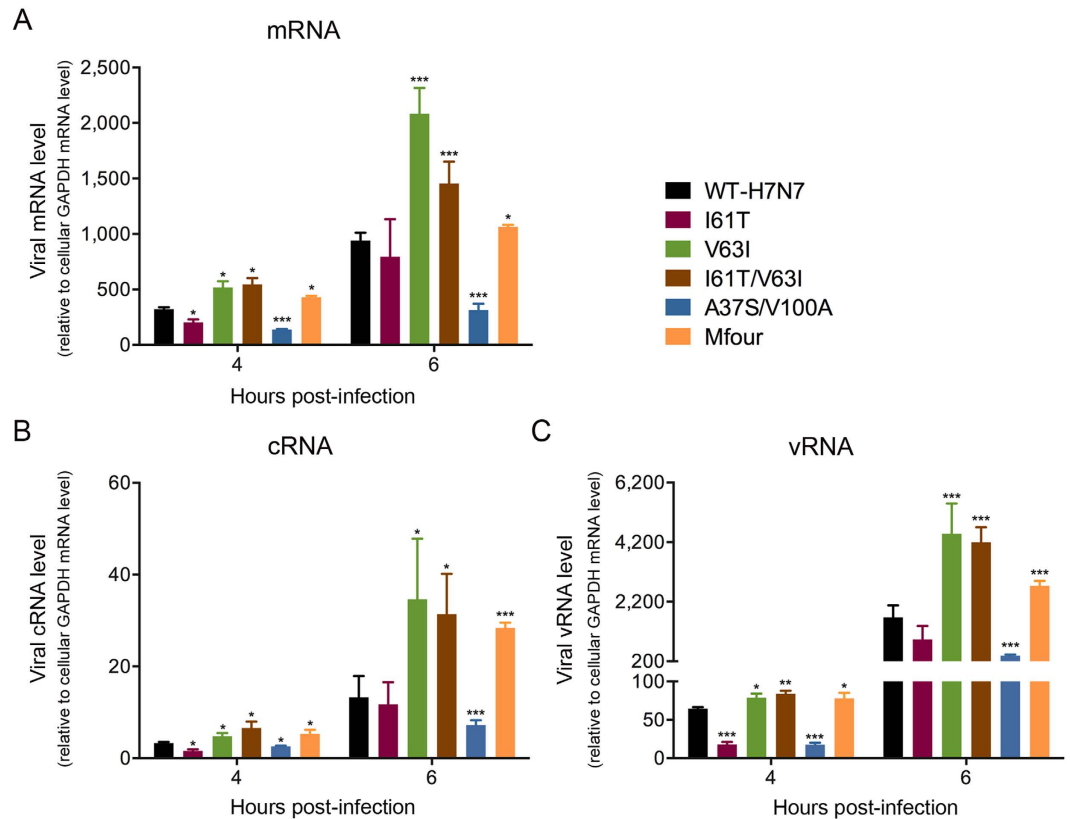 A
mRNA
Viral mRNA level
(relative to cellular GAPDH mRNA level)
2,500
2,000
1,500
1,000
500
0
* * * *** *
*** *** *** *
4 6
Hours post-infection
WT-H7N7
I61T
V63I
I61T/V63I
A37S/V100A
Mfour
B
cRNA
Viral cRNA level
(relative to cellular GAPDH mRNA level)
60
40
20
0
* * * * *
* * *** ***
4 6
Hours post-infection
C
vRNA
Viral vRNA level
(relative to cellular GAPDH mRNA level)
6,200
4,200
2,200
200
100
50
0
*** * ** *** *
*** *** *** ***
4 6
Hours post-infection